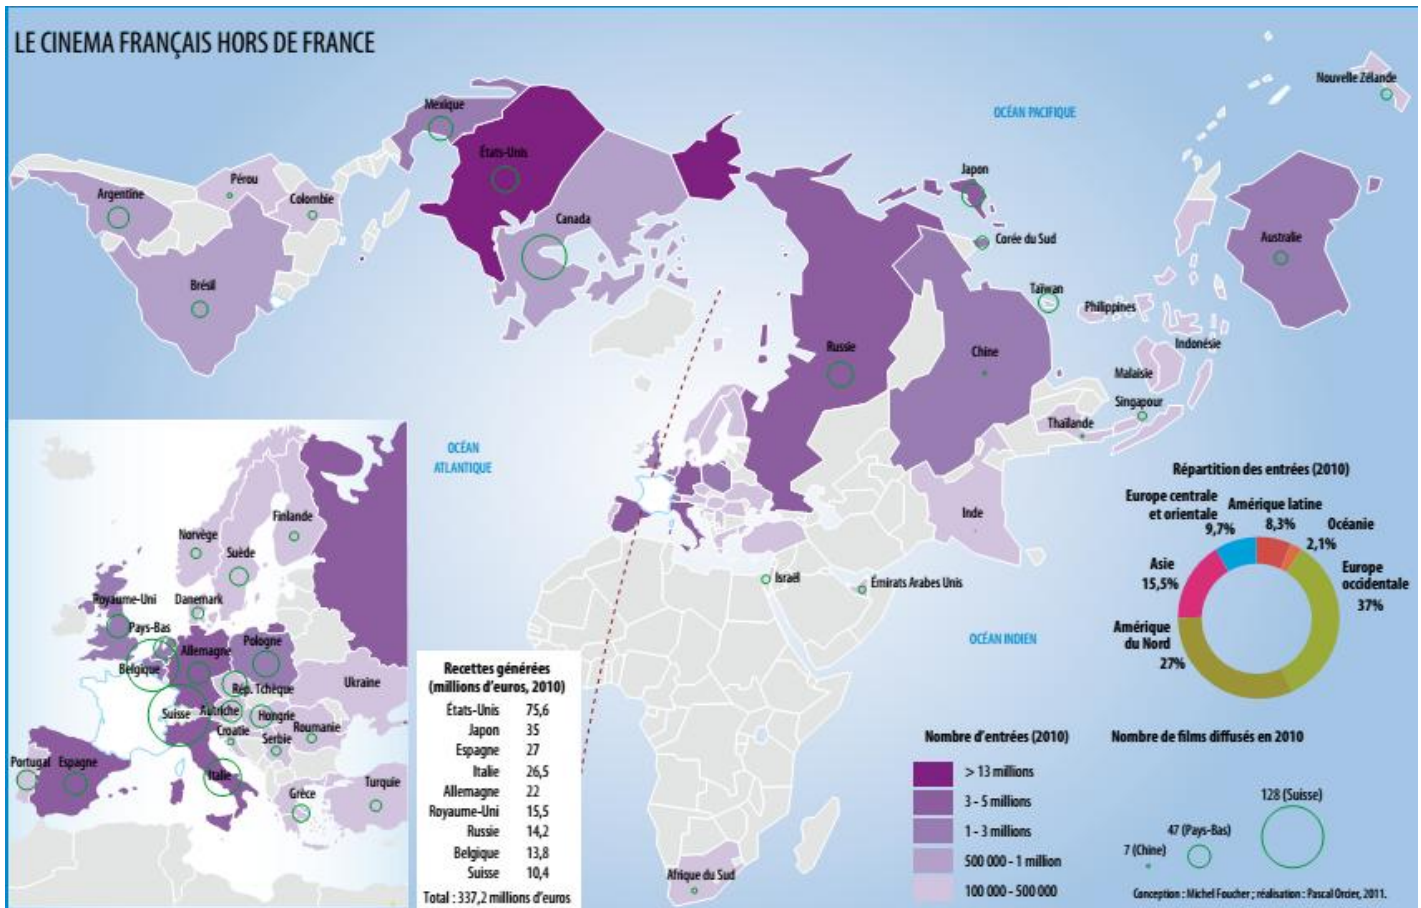 LE CINEMA FRANÇAIS HORS DE FRANCE
Nouvelle Zélande
Mexique
OCÉAN PACIFIQUE
États-Unis
Japon
Pérou
Argentine
Colombie
Canada
Corée du Sud
Australie
Brésil
Taïwan
Philippines
Indonésie
Russie
Chine
Malaisie
Singapour
Thaïlande
OCÉAN
ATLANTIQUE
Inde
Israël
Émirats Arabes Unis
OCÉAN INDIEN
Afrique du Sud
Finlande
Norvège
Suède
Royaume-Uni
Danemark
Pays-Bas
Pologne
Allemagne
Belgique
Rép. Tchèque
Ukraine
Suisse
Autriche
Hongrie
Croatie
Roumanie
Serbie
Portugal
Espagne
Italie
Grèce
Turquie
Recettes générées
(millions d'euros, 2010)
États-Unis 75,6
Japon 35
Espagne 27
Italie 26,5
Allemagne 22
Royaume-Uni 15,5
Russie 14,2
Belgique 13,8
Suisse 10,4
Total : 337,2 millions d'euros
Répartition des entrées (2010)
Europe centrale
et orientale
9,7%
Amérique latine
8,3%
Océanie
2,1%
Asie
15,5%
Europe
occidentale
37%
Amérique
du Nord
27%
Nombre d'entrées (2010)
> 13 millions
3 - 5 millions
1 - 3 millions
500 000 - 1 million
100 000 - 500 000
Nombre de films diffusés en 2010
128 (Suisse)
47 (Pays-Bas)
7 (Chine)
Conception : Michel Foucher ; réalisation : Pascal Orcier, 2011.